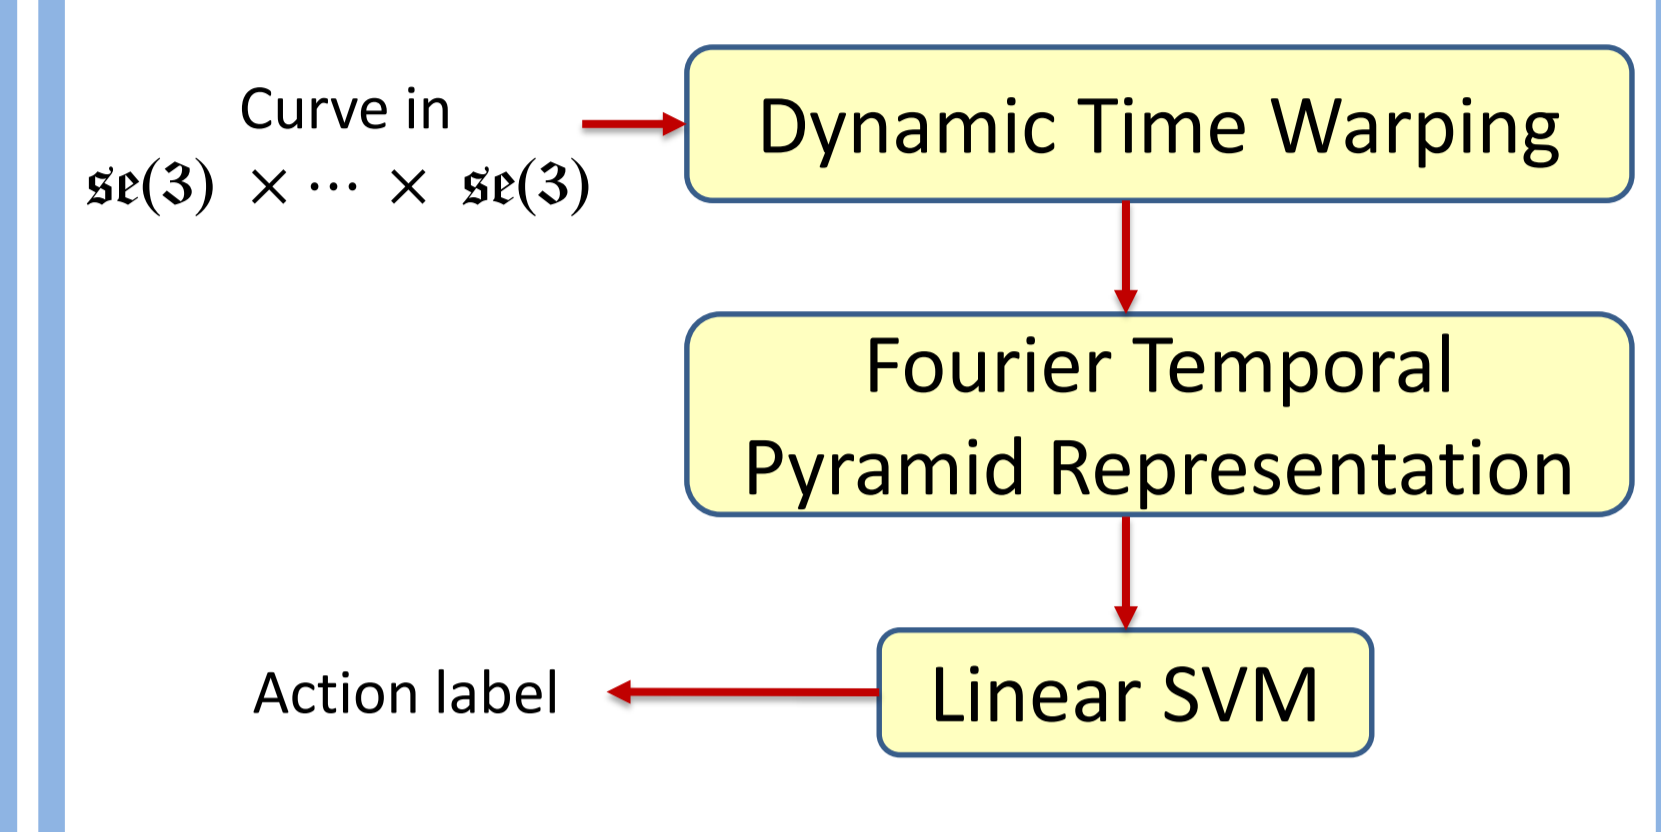 Curve in
𝔰𝔢(3) × ⋯ × 𝔰𝔢(3)
Dynamic Time Warping
Fourier Temporal
Pyramid Representation
Linear SVM
Action label